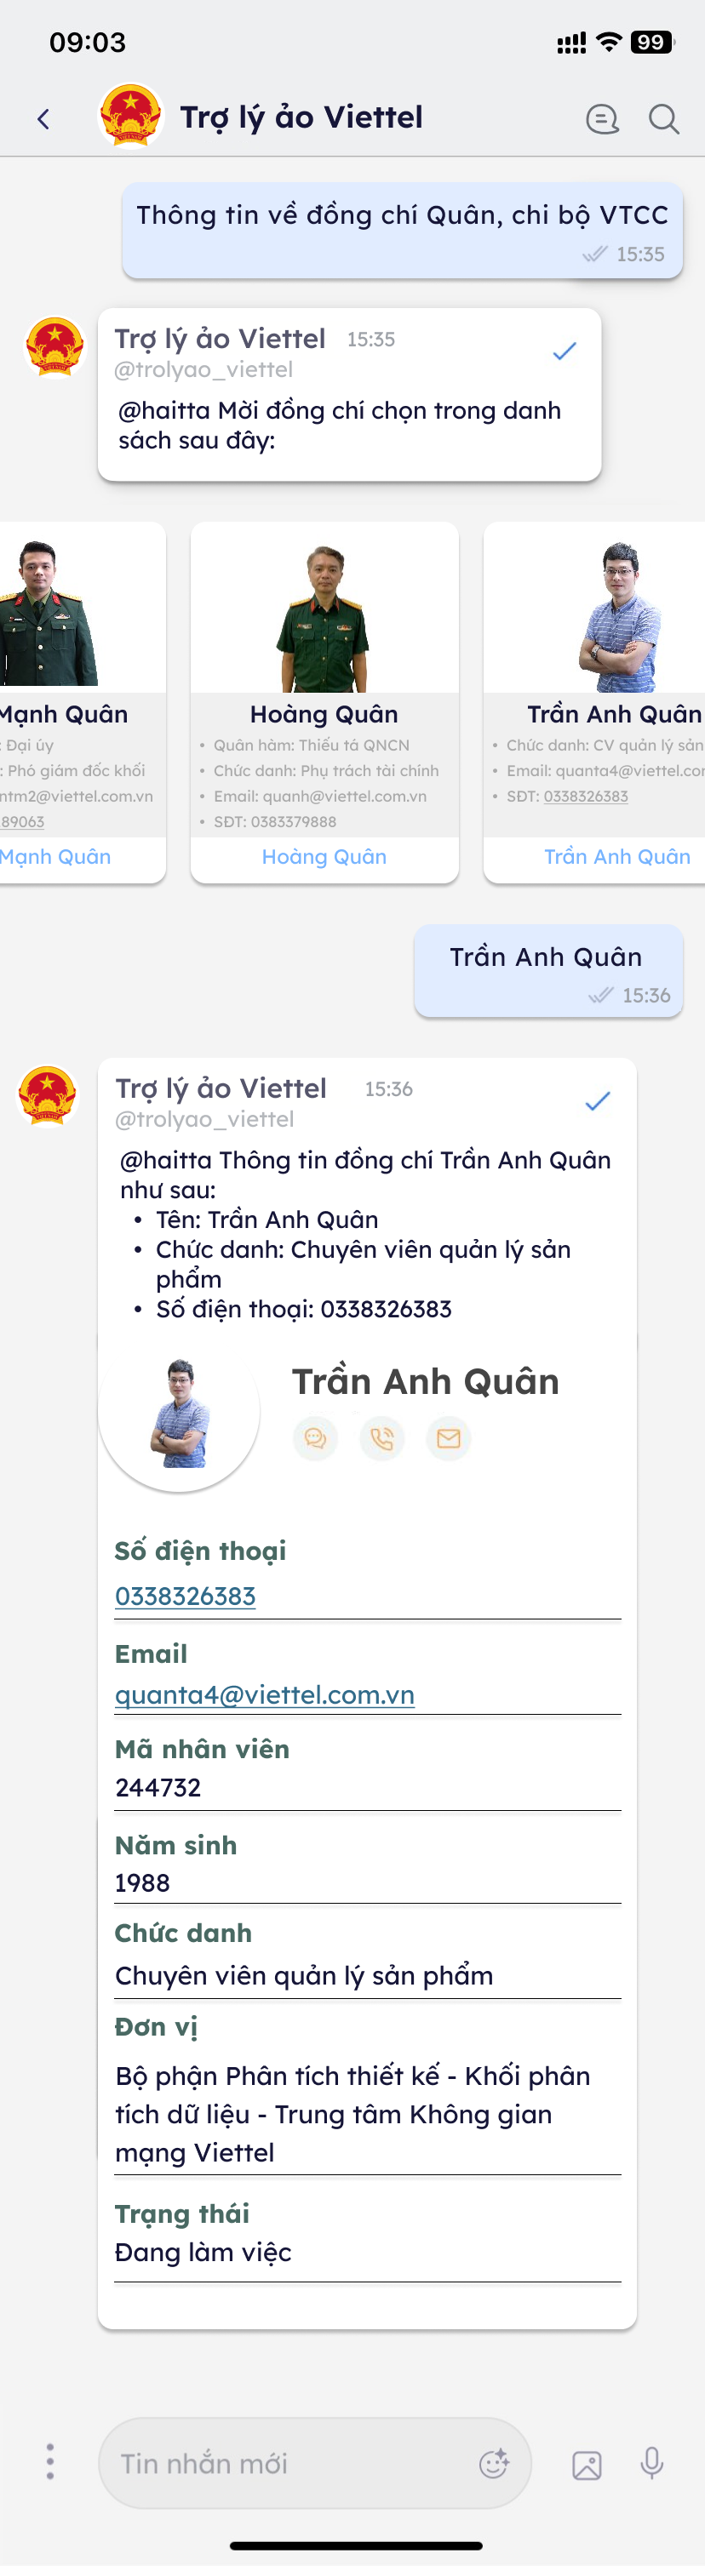 09:03
99
Trợ lý ảo Viettel
Thông tin về đồng chí Quân, chi bộ VTCC
15:35
Trợ lý ảo Viettel 15:35
@trolyao_viettel
@haitta Mời đồng chí chọn trong danh
sách sau đây:
Mạnh Quân
: Đại úy
: Phó giám đốc khối
ntm2@viettel.com.vn
89063
Mạnh Quân
Hoàng Quân
• Quân hàm: Thiếu tá QNCN
• Chức danh: Phụ trách tài chính
• Email: quanh@viettel.com.vn
• SĐT: 0383379888
Hoàng Quân
Trần Anh Quân
• Chức danh: CV quản lý sản
• Email: quanta4@viettel.cor
• SĐT: 0338326383
Trần Anh Quân
Trần Anh Quân
15:36
Trợ lý ảo Viettel 15:36
@trolyao_viettel
@haitta Thông tin đồng chí Trần Anh Quân
như sau:
• Tên: Trần Anh Quân
• Chức danh: Chuyên viên quản lý sản
phẩm
• Số điện thoại: 0338326383
Trần Anh Quân
Số điện thoại
0338326383
Email
quanta4@viettel.com.vn
Mã nhân viên
244732
Năm sinh
1988
Chức danh
Chuyên viên quản lý sản phẩm
Đơn vị
Bộ phận Phân tích thiết kế - Khối phân
tích dữ liệu - Trung tâm Không gian
mạng Viettel
Trạng thái
Đang làm việc
Tin nhắn mới